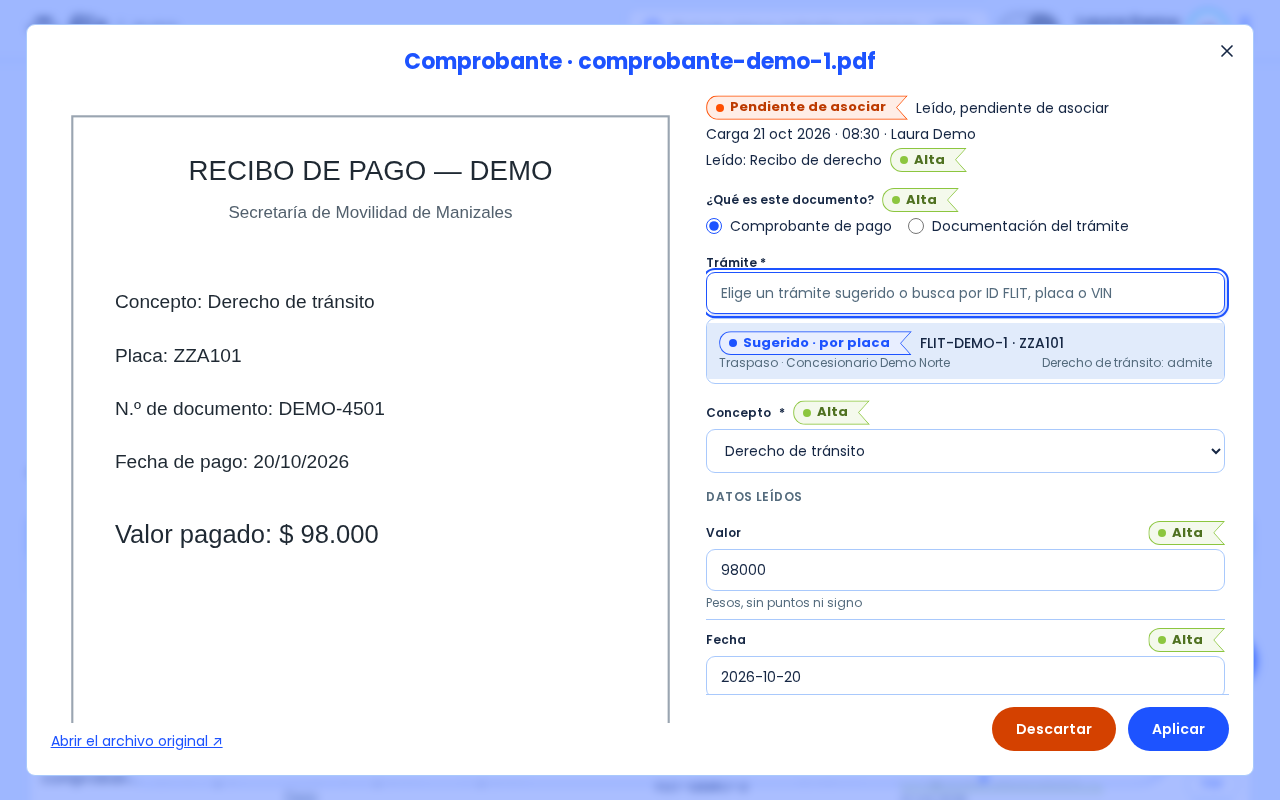 Comprobante · comprobante-demo-1.pdf
RECIBO DE PAGO — DEMO
Secretaría de Movilidad de Manizales
Concepto: Derecho de tránsito
Placa: ZZA101
N.º de documento: DEMO-4501
Fecha de pago: 20/10/2026
Valor pagado: $ 98.000
Abrir el archivo original ↗
Pendiente de asociar Leído, pendiente de asociar
Carga 21 oct 2026 · 08:30 · Laura Demo
Leído: Recibo de derecho Alta
¿Qué es este documento? Alta
Comprobante de pago Documentación del trámite
Trámite *
Elige un trámite sugerido o busca por ID FLIT, placa o VIN
Sugerido · por placa FLIT-DEMO-1 · ZZA101
Traspaso · Concesionario Demo Norte Derecho de tránsito: admite
Concepto * Alta
Derecho de tránsito
DATOS LEÍDOS
Valor Alta
98000
Pesos, sin puntos ni signo
Fecha Alta
2026-10-20
Descartar Aplicar